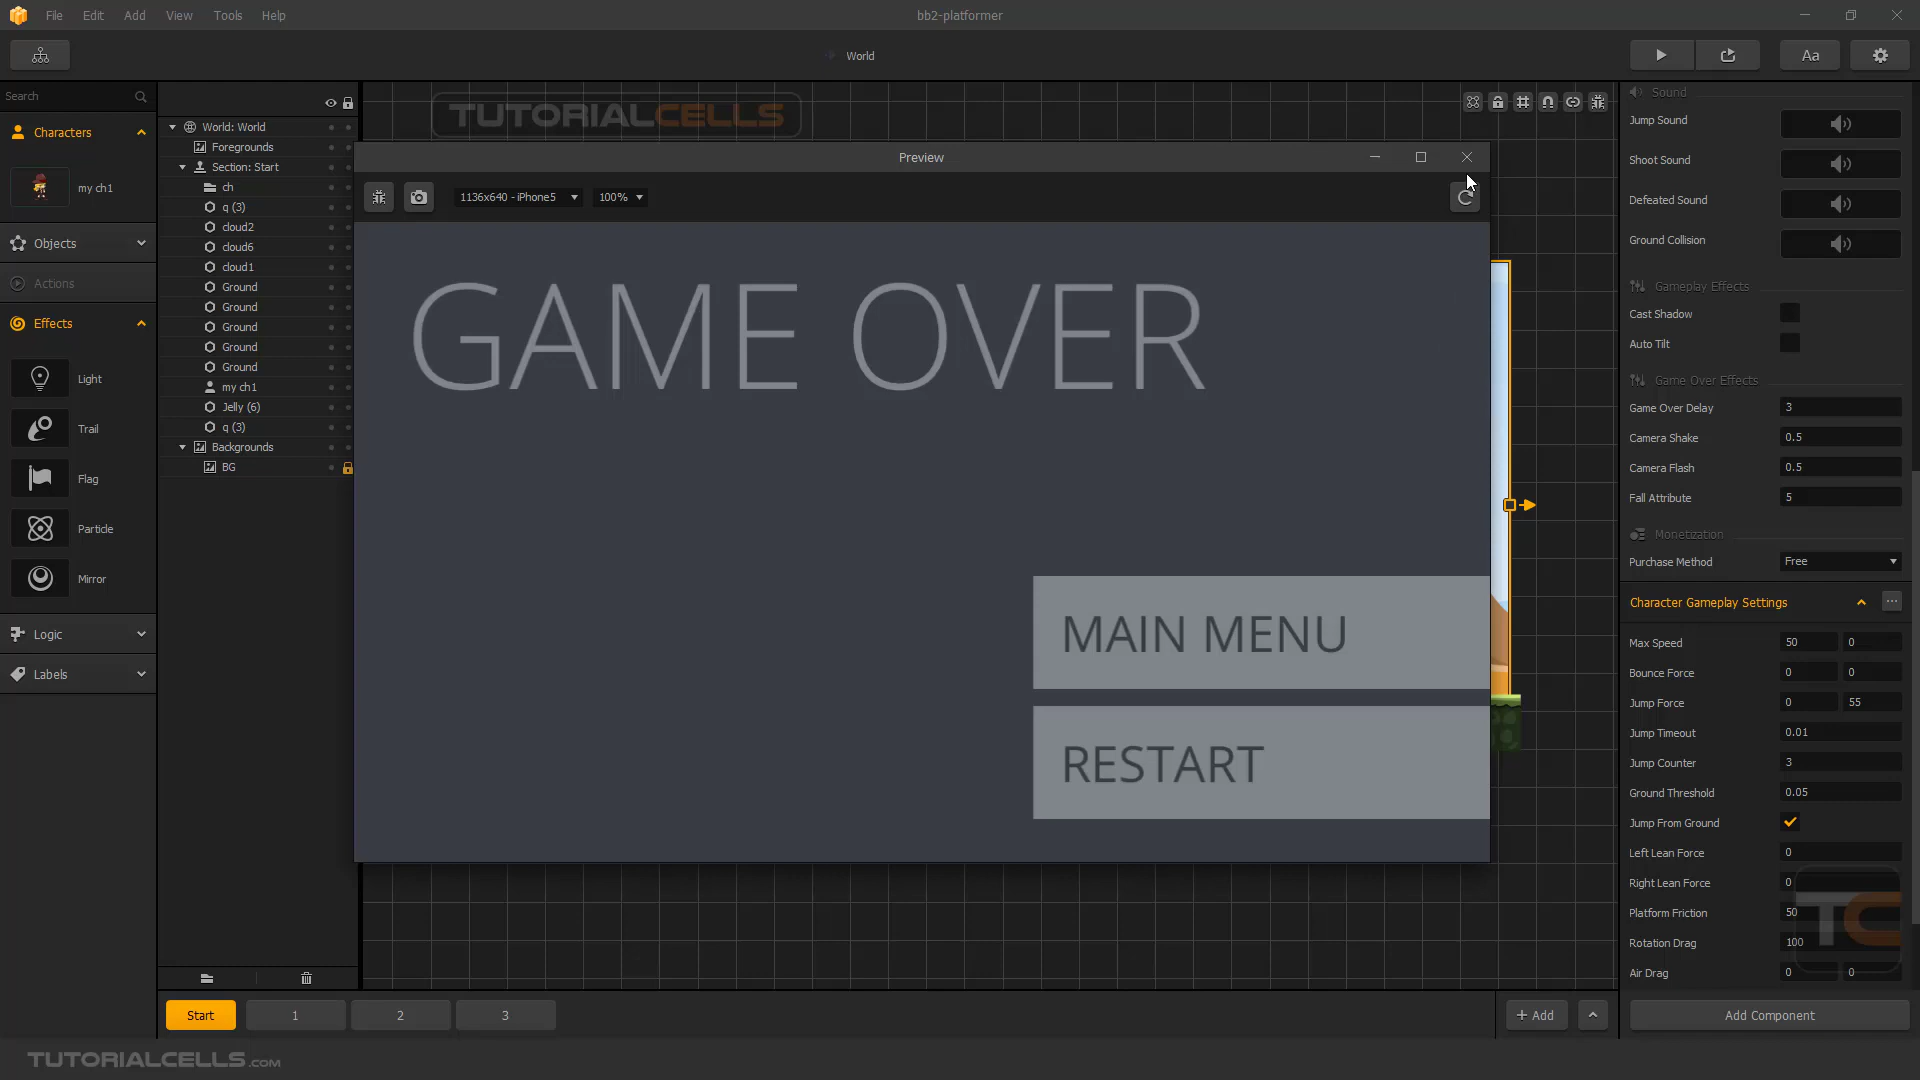 File Edit Add View Tools Help
bb2-platformer
World
Aa
Search
Characters
my ch1
Objects
Actions
Effects
Light
Trail
Flag
Particle
Mirror
Logic
Labels
World: World
Foregrounds
Section: Start
ch
q (3)
cloud2
cloud6
cloud1
Ground
Ground
Ground
Ground
Ground
my ch1
Jelly (6)
q (3)
Backgrounds
BG
TUTORIALCELLS
Preview
1136x640 - iPhone5 100%
GAME OVER
MAIN MENU
RESTART
Sound
Jump Sound
Shoot Sound
Defeated Sound
Ground Collision
Gameplay Effects
Cast Shadow
Auto Tilt
Game Over Effects
Game Over Delay 3
Camera Shake 0.5
Camera Flash 0.5
Fall Attribute 5
Monetization
Purchase Method Free
Character Gameplay Settings
Max Speed 50 0
Bounce Force 0 0
Jump Force 0 55
Jump Timeout 0.01
Jump Counter 3
Ground Threshold 0.05
Jump From Ground
Left Lean Force 0
Right Lean Force 0
Platform Friction 50
Rotation Drag 100
Air Drag 0 0
TC
Start 1 2 3
+ Add
Add Component
TUTORIALCELLS.COM